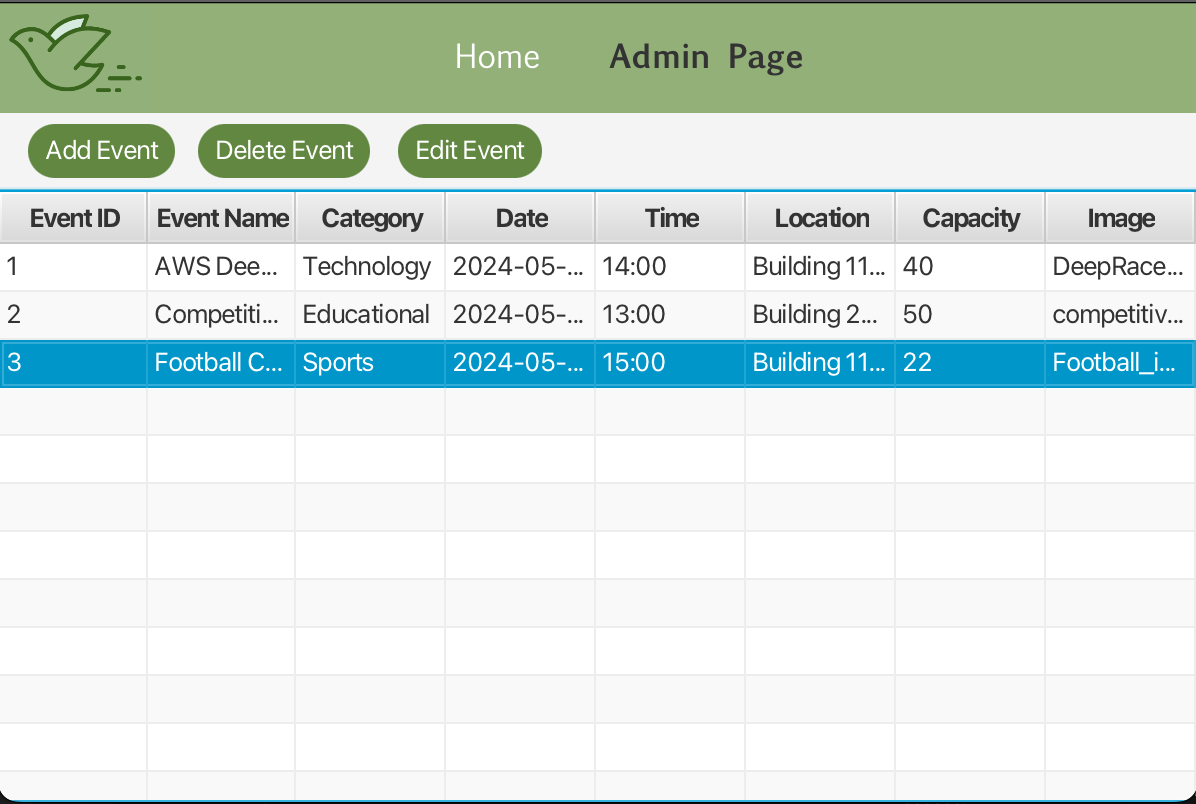 Home Admin Page
Add Event Delete Event Edit Event
Event ID Event Name Category Date Time Location Capacity Image
1 AWS Dee... Technology 2024-05-... 14:00 Building 11... 40 DeepRace...
2 Competiti... Educational 2024-05-... 13:00 Building 2... 50 competitiv...
3 Football C... Sports 2024-05-... 15:00 Building 11... 22 Football_i...